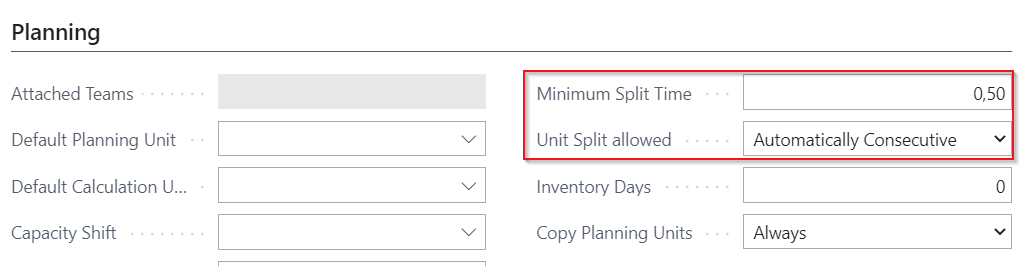 Planning
Attached Teams
Default Planning Unit
Default Calculation U...
Capacity Shift
Minimum Split Time 0,50
Unit Split allowed Automatically Consecutive
Inventory Days 0
Copy Planning Units Always